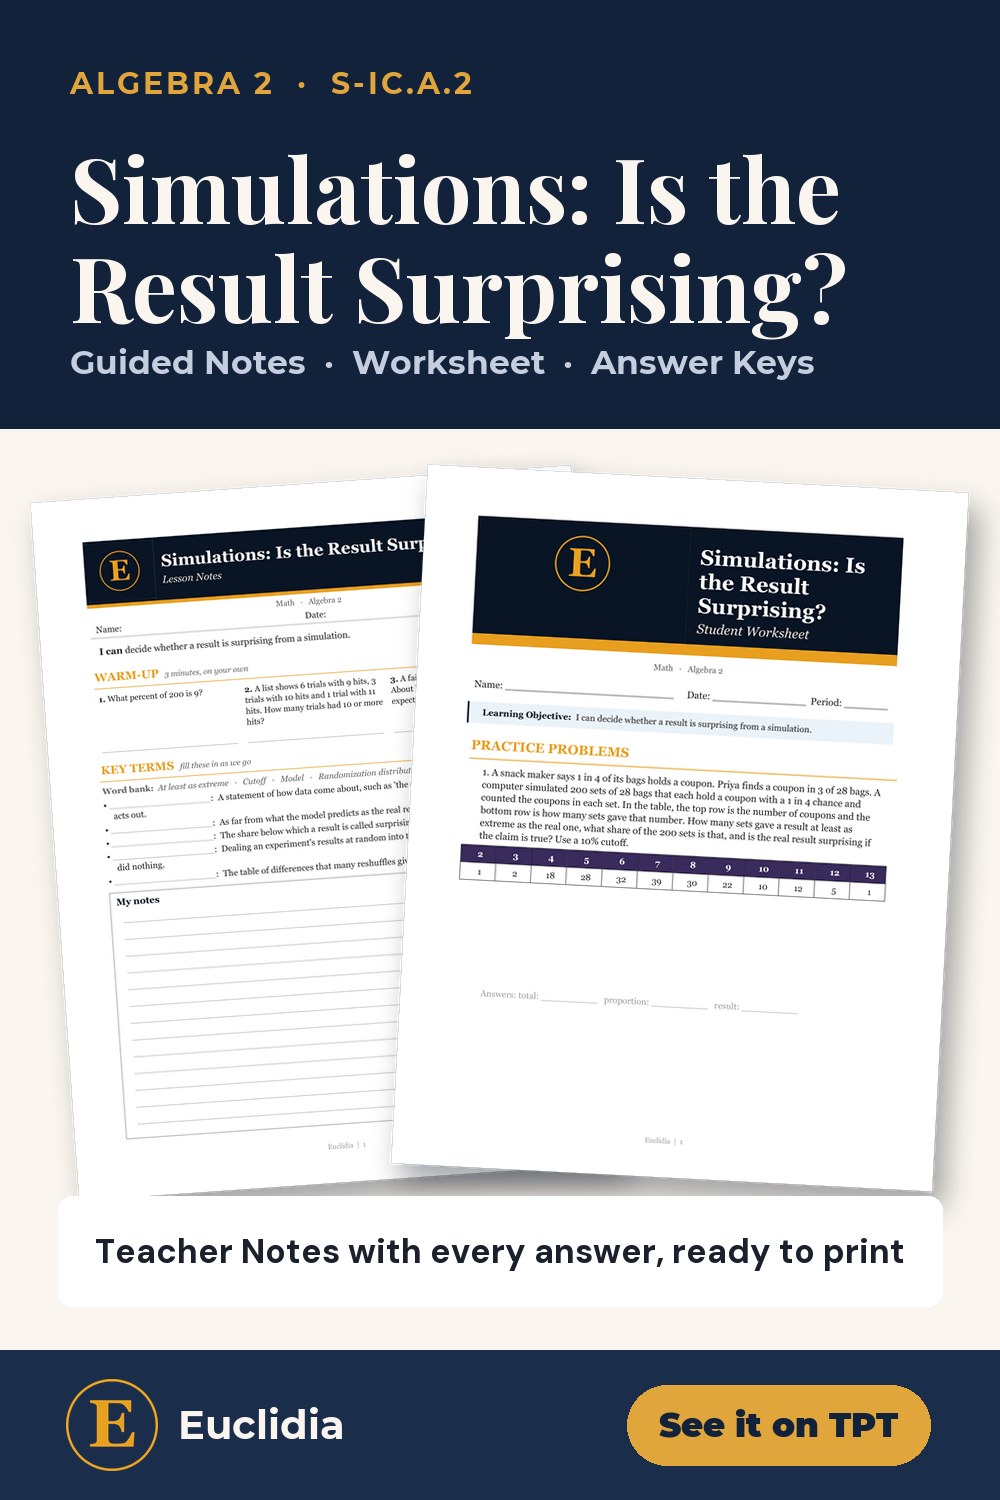 ALGEBRA 2 · S-IC.A.2
Simulations: Is the
Result Surprising?
Guided Notes · Worksheet · Answer Keys
E
Simulations: Is the Result Surp
Lesson Notes
Math · Algebra 2
Name:
Date:
I can decide whether a result is surprising from a simulation.
WARM-UP 3 minutes, on your own
1. What percent of 200 is 9?
2. A list shows 6 trials with 9 hits, 3
trials with 10 hits and 1 trial with 11
hits. How many trials had 10 or more
hits?
3. A fai
About
expect
KEY TERMS fill these in as we go
Word bank: At least as extreme · Cutoff · Model · Randomization distribut
• : A statement of how data come about, such as 'the
acts out.
• : As far from what the model predicts as the real re
• : The share below which a result is called surprisin
• : Dealing an experiment's results at random into t
did nothing.
• : The table of differences that many reshuffles giv
My notes
Euclidia | 1
E
Simulations: Is
the Result
Surprising?
Student Worksheet
Math · Algebra 2
Name: Date: Period:
Learning Objective: I can decide whether a result is surprising from a simulation.
PRACTICE PROBLEMS
1. A snack maker says 1 in 4 of its bags holds a coupon. Priya finds a coupon in 3 of 28 bags. A
computer simulated 200 sets of 28 bags that each hold a coupon with a 1 in 4 chance and
counted the coupons in each set. In the table, the top row is the number of coupons and the
bottom row is how many sets gave that number. How many sets gave a result at least as
extreme as the real one, what share of the 200 sets is that, and is the real result surprising if
the claim is true? Use a 10% cutoff.
2 3 4 5 6 7 8 9 10 11 12 13
1 2 18 28 32 39 30 22 10 12 5 1
Answers: total: proportion: result:
Euclidia | 1
Teacher Notes with every answer, ready to print
E
Euclidia
See it on TPT